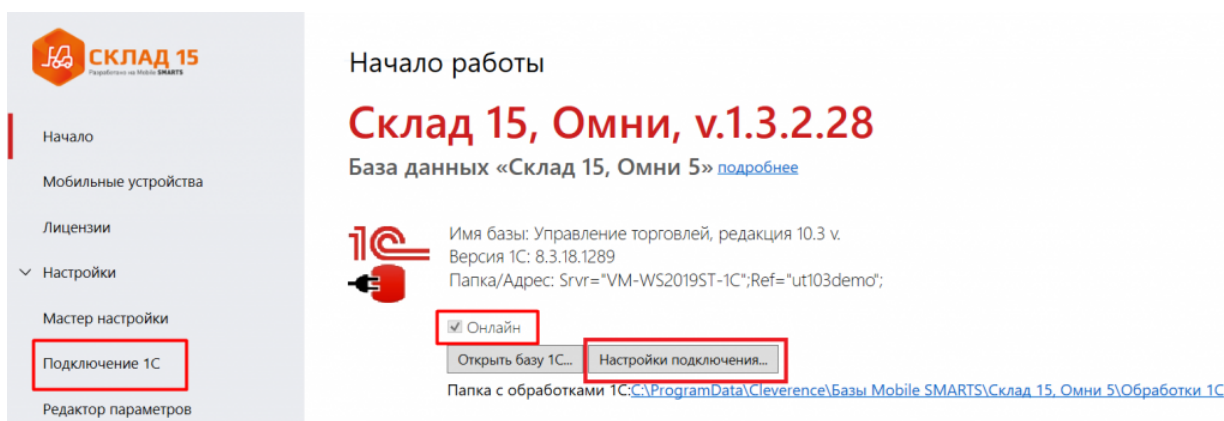 СКЛАД 15
Разработано на Mobile SMARTS
Начало
Мобильные устройства
Лицензии
Настройки
Мастер настройки
Подключение 1С
Редактор параметров
Начало работы
Склад 15, Омни, v.1.3.2.28
База данных «Склад 15, Омни 5» подробнее
1С
Имя базы: Управление торговлей, редакция 10.3 v.
Версия 1С: 8.3.18.1289
Папка/Адрес: Srvr="VM-WS2019ST-1C";Ref="ut103demo";
Онлайн
Открыть базу 1С... Настройки подключения...
Папка с обработками 1С:C:\ProgramData\Cleverence\Базы Mobile SMARTS\Склад 15, Омни 5\Обработки 1С